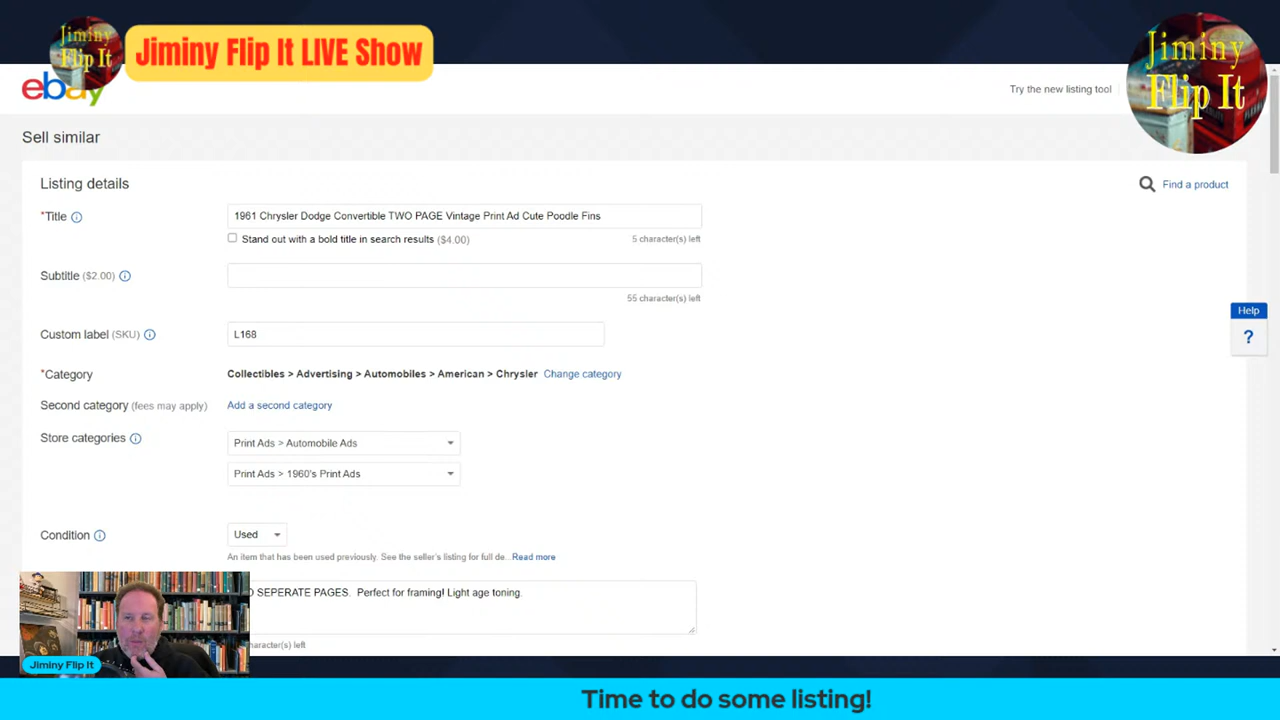 Jiminy
Flip It
Jiminy Flip It LIVE Show
Jiminy
Flip It
ebay
Try the new listing tool
Sell similar
Listing details
Find a product
*Title
1961 Chrysler Dodge Convertible TWO PAGE Vintage Print Ad Cute Poodle Fins
Stand out with a bold title in search results ($4.00)
5 character(s) left
Subtitle ($2.00)
55 character(s) left
Help
?
Custom label (SKU)
L168
*Category
Collectibles > Advertising > Automobiles > American > Chrysler Change category
Second category (fees may apply)
Add a second category
Store categories
Print Ads > Automobile Ads
Print Ads > 1960's Print Ads
Condition
Used
An item that has been used previously. See the seller's listing for full de... Read more
SEPERATE PAGES. Perfect for framing! Light age toning.
left
Jiminy Flip It
Time to do some listing!